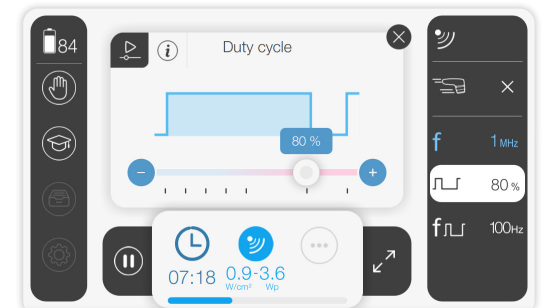 84
i
Duty cycle
80 %
f 1 MHz
80 %
f 100Hz
07:18 0.9-3.6
W/cm² Wp